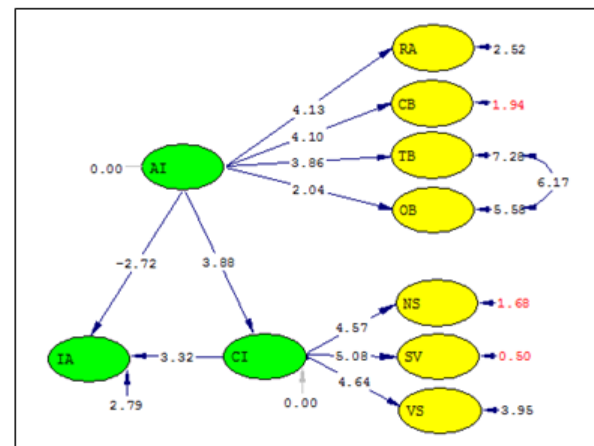 RA 2.52
4.13
CB 1.94
4.10
0.00 AI 3.86 TB 7.28
6.17
2.04
OB 5.58
-2.72 3.88
NS 1.68
4.57
IA 3.32 CI 5.08 SV 0.50
4.64
2.79 0.00 VS 3.95